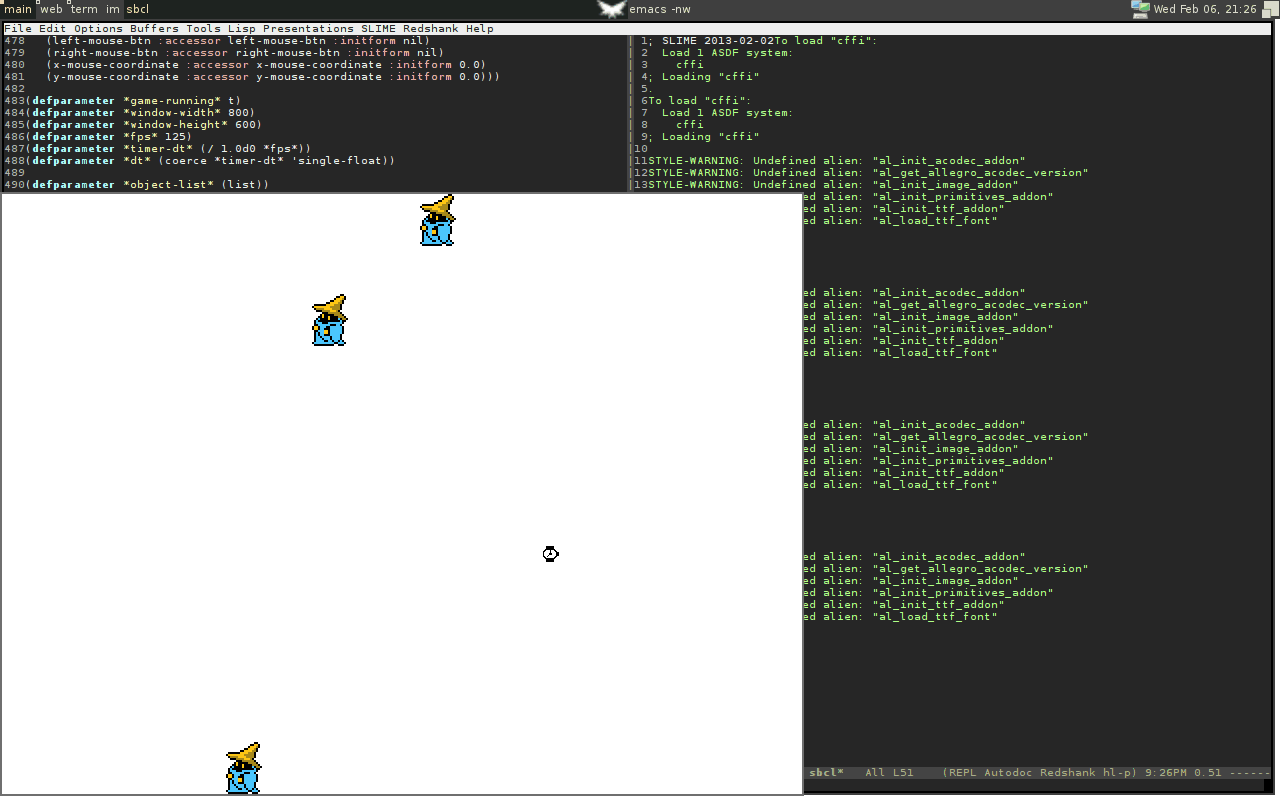 main web term im sbcl emacs -nw Wed Feb 06, 21:26
File Edit Options Buffers Tools Lisp Presentations SLIME Redshank Help
478 (left-mouse-btn :accessor left-mouse-btn :initform nil)
479 (right-mouse-btn :accessor right-mouse-btn :initform nil)
480 (x-mouse-coordinate :accessor x-mouse-coordinate :initform 0.0)
481 (y-mouse-coordinate :accessor y-mouse-coordinate :initform 0.0)))
482
483(defparameter *game-running* t)
484(defparameter *window-width* 800)
485(defparameter *window-height* 600)
486(defparameter *fps* 125)
487(defparameter *timer-dt* (/ 1.0d0 *fps*))
488(defparameter *dt* (coerce *timer-dt* 'single-float))
489
490(defparameter *object-list* (list))
1; SLIME 2013-02-02To load "cffi":
2 Load 1 ASDF system:
3 cffi
4; Loading "cffi"
5.
6To load "cffi":
7 Load 1 ASDF system:
8 cffi
9; Loading "cffi"
10
11STYLE-WARNING: Undefined alien: "al_init_acodec_addon"
12STYLE-WARNING: Undefined alien: "al_get_allegro_acodec_version"
13STYLE-WARNING: Undefined alien: "al_init_image_addon"
ed alien: "al_init_primitives_addon"
ed alien: "al_init_ttf_addon"
ed alien: "al_load_ttf_font"
ed alien: "al_init_acodec_addon"
ed alien: "al_get_allegro_acodec_version"
ed alien: "al_init_image_addon"
ed alien: "al_init_primitives_addon"
ed alien: "al_init_ttf_addon"
ed alien: "al_load_ttf_font"
ed alien: "al_init_acodec_addon"
ed alien: "al_get_allegro_acodec_version"
ed alien: "al_init_image_addon"
ed alien: "al_init_primitives_addon"
ed alien: "al_init_ttf_addon"
ed alien: "al_load_ttf_font"
ed alien: "al_init_acodec_addon"
ed alien: "al_get_allegro_acodec_version"
ed alien: "al_init_image_addon"
ed alien: "al_init_primitives_addon"
ed alien: "al_init_ttf_addon"
ed alien: "al_load_ttf_font"
sbcl* All L51 (REPL Autodoc Redshank hl-p) 9:26PM 0.51 ------